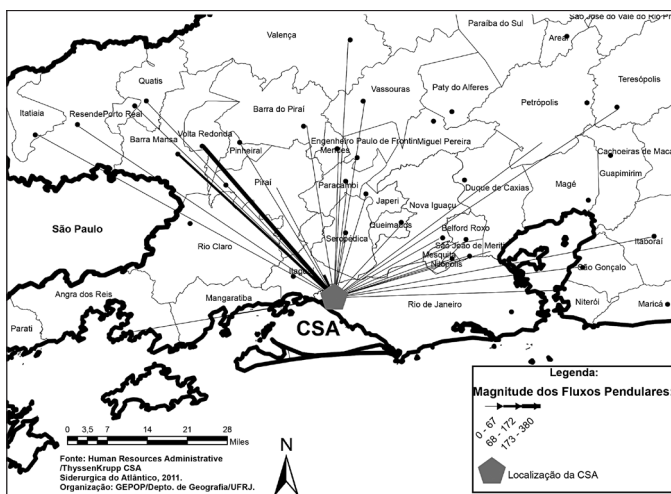 Paraíba do Sul
São José do Vale do Rio Pr
Valença
Areal
Teresópolis
Quatis
Vassouras
Paty do Alferes
Petrópolis
Itatiaia
Resende
Porto Real
Barra do Piraí
Volta Redonda
Barra Mansa
Engenheiro Paulo de Frontin
Miguel Pereira
Mendes
Pinheiral
Cachoeiras de Maca
Guapimirim
Piraí
Paracambi
Duque de Caxias
Magé
Japeri
Nova Iguaçu
São Paulo
Queimados
Belford Roxo
Rio Claro
Seropédica
São João de Meriti
Itaboraí
Mesquita
Nilópolis
São Gonçalo
Itagu
Angra dos Reis
Mangaratiba
Rio de Janeiro
Niterói
Maricá
Parati
CSA
Legenda:
Magnitude dos Fluxos Pendulares:
0 - 67
68 - 172
173 - 380
Localização da CSA
0 3,5 7 14 21 28
Miles
N
Fonte: Human Resources Administrative
/ThyssenKrupp CSA
Siderurgica do Atlântico, 2011.
Organização: GEPOP/Depto. de Geografia/UFRJ.